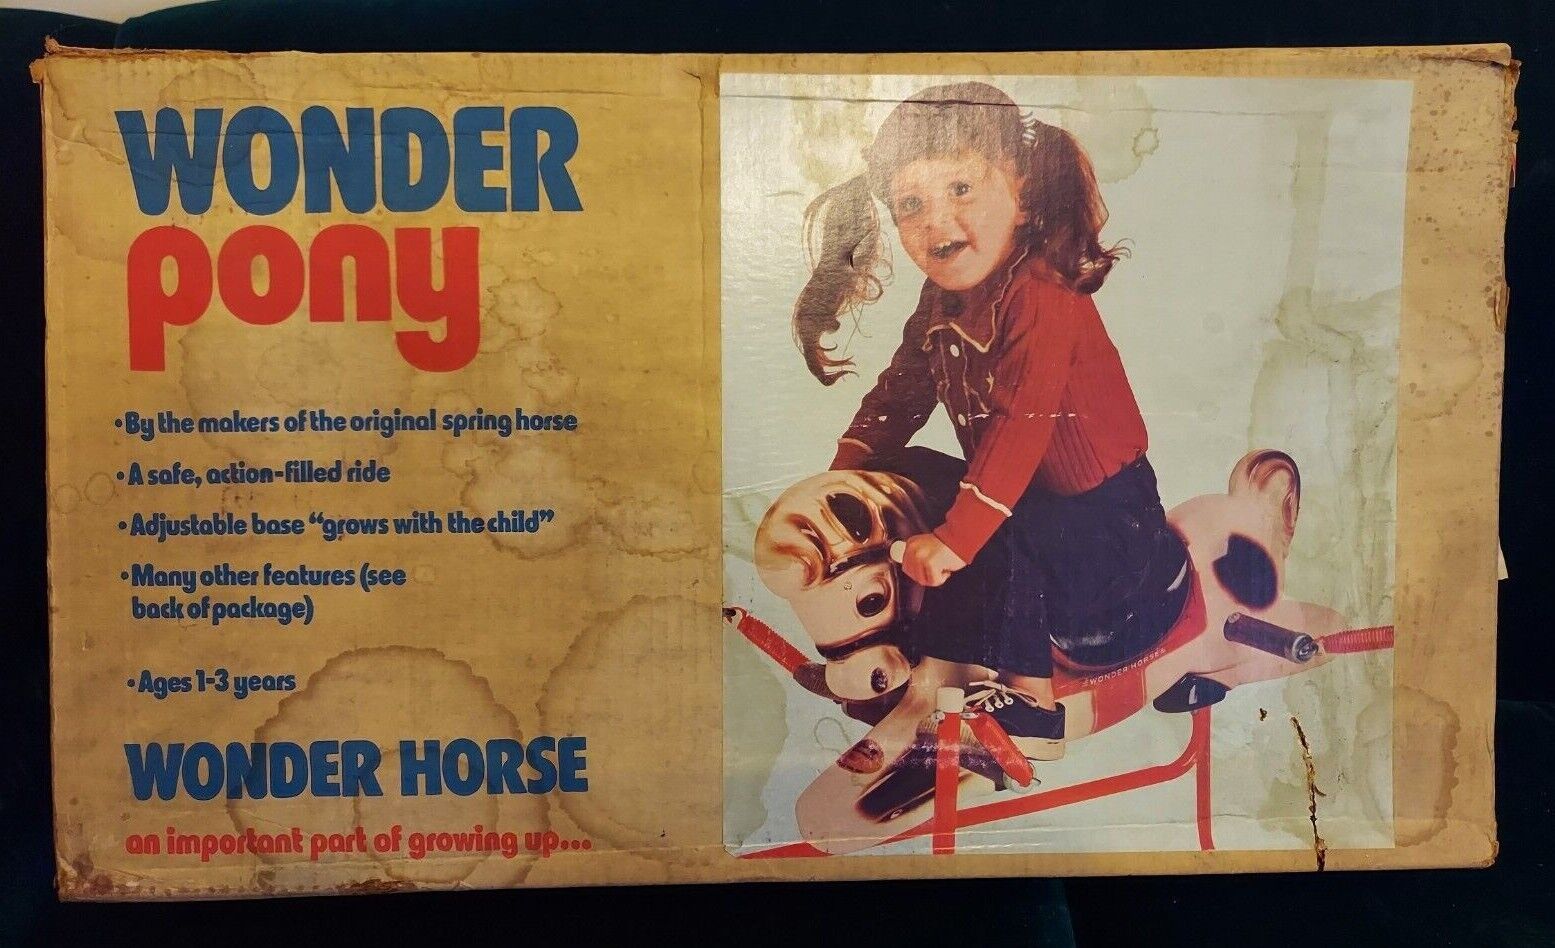 WONDER
pony
•By the makers of the original spring horse
•A safe, action-filled ride
•Adjustable base “grows with the child”
•Many other features (see
back of package)
•Ages 1-3 years
WONDER HORSE
an important part of growing up...
WONDER HORSE